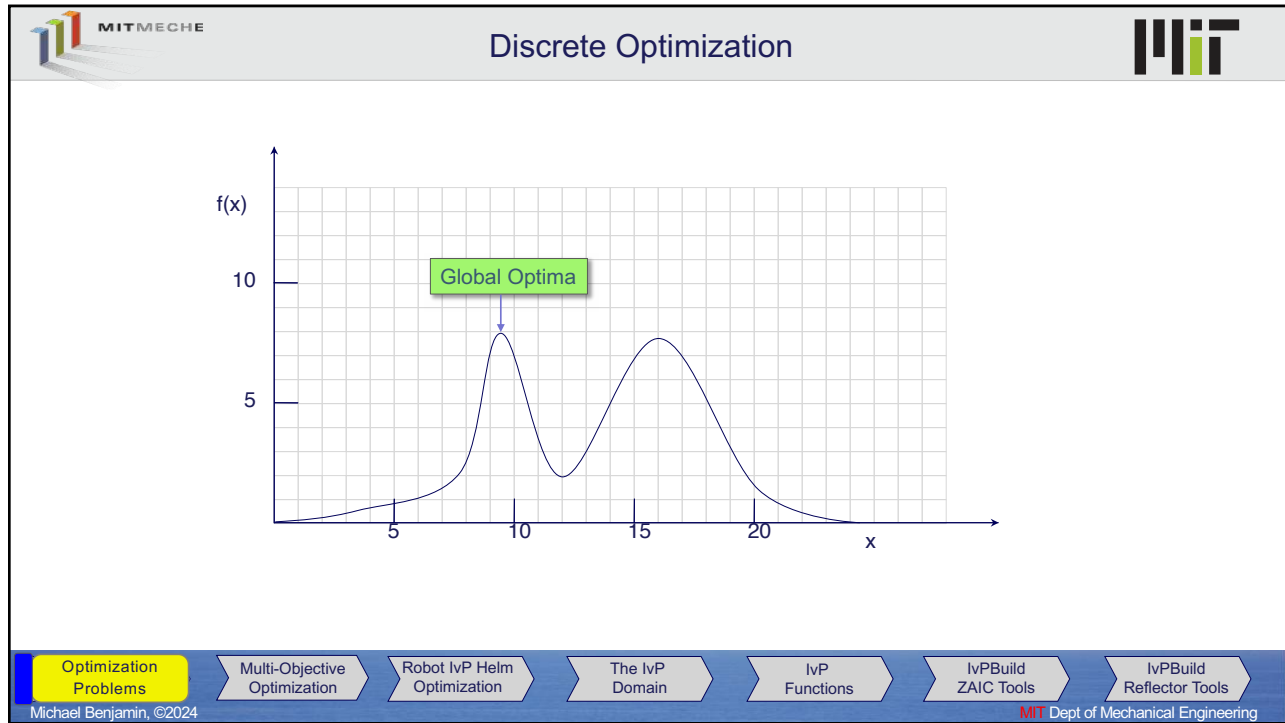 MITMECHE
Discrete Optimization
MIT
f(x)
Global Optima
10
5
5
10
15
20
x
Optimization
Problems
Multi-Objective
Optimization
Robot IvP Helm
Optimization
The IvP
Domain
IvP
Functions
IvPBuild
ZAIC Tools
IvPBuild
Reflector Tools
Michael Benjamin, ©2024
MIT Dept of Mechanical Engineering